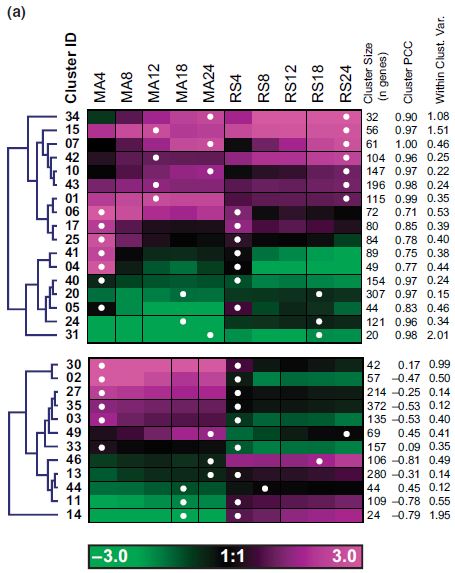 (a)
Cluster ID MA4 MA8 MA12 MA18 MA24 RS4 RS8 RS12 RS18 RS24 Cluster Size (n genes) Cluster PCC Within Clust. Var.
34 32 0.90 1.08
15 56 0.97 1.51
07 61 1.00 0.46
42 104 0.96 0.25
10 147 0.97 0.22
43 196 0.98 0.24
01 115 0.99 0.35
06 72 0.71 0.53
17 80 0.85 0.39
25 84 0.78 0.40
41 89 0.75 0.38
04 49 0.77 0.44
40 154 0.97 0.24
20 307 0.97 0.15
05 44 0.83 0.46
24 121 0.96 0.34
31 20 0.98 2.01
30 42 0.17 0.99
02 57 –0.47 0.50
27 214 –0.25 0.14
35 372 –0.53 0.12
03 135 –0.53 0.40
49 69 0.45 0.41
33 157 0.09 0.35
46 106 –0.81 0.49
13 280 –0.31 0.14
44 44 0.45 0.12
11 109 –0.78 0.55
14 24 –0.79 1.95
–3.0 1:1 3.0